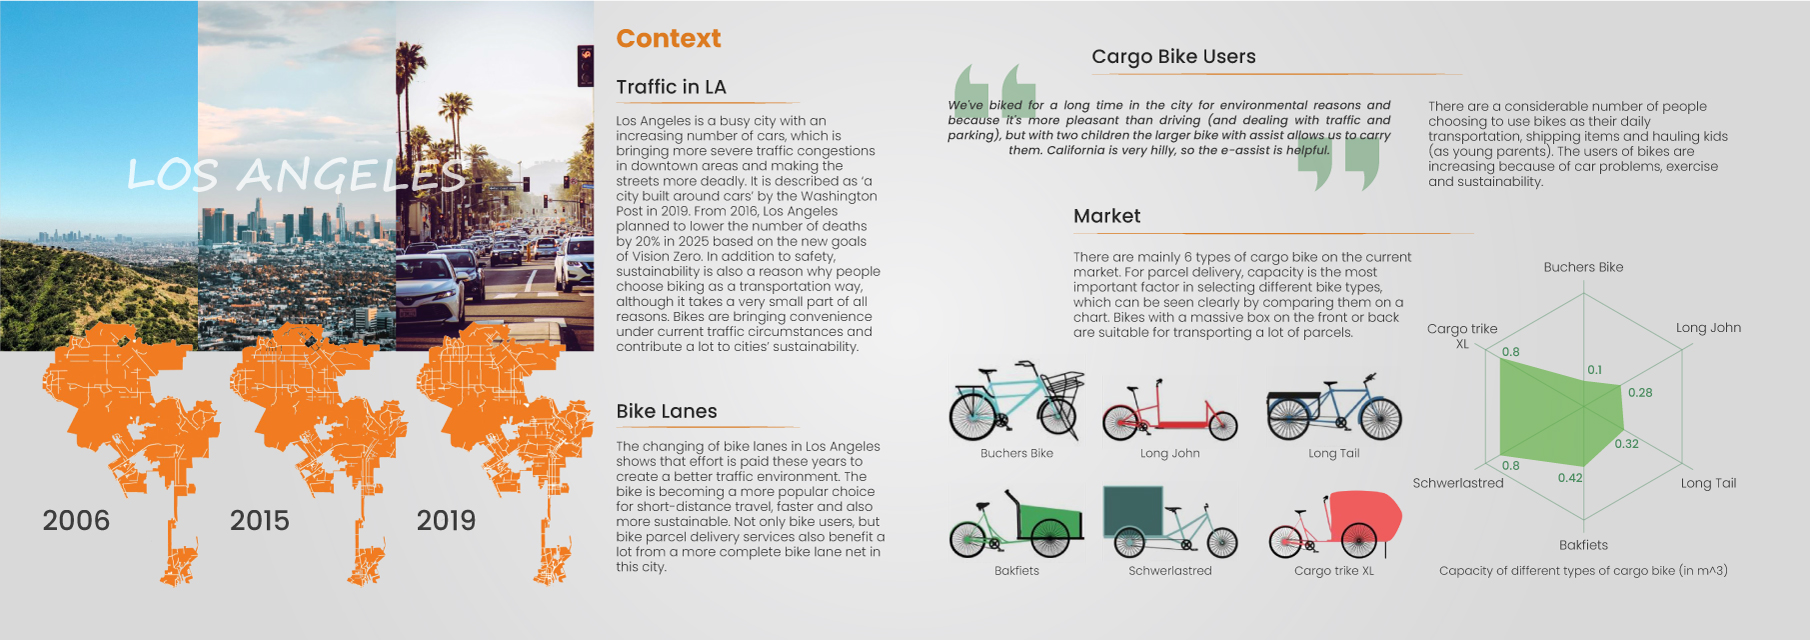 LOS ANGELES
2006
2015
2019
Context
Traffic in LA
Los Angeles is a busy city with an
increasing number of cars, which is
bringing more severe traffic congestions
in downtown areas and making the
streets more deadly. It is described as ‘a
city built around cars’ by the Washington
Post in 2019. From 2016, Los Angeles
planned to lower the number of deaths
by 20% in 2025 based on the new goals
of Vision Zero. In addition to safety,
sustainability is also a reason why people
choose biking as a transportation way,
although it takes a very small part of all
reasons. Bikes are bringing convenience
under current traffic circumstances and
contribute a lot to cities’ sustainability.
Bike Lanes
The changing of bike lanes in Los Angeles
shows that effort is paid these years to
create a better traffic environment. The
bike is becoming a more popular choice
for short-distance travel, faster and also
more sustainable. Not only bike users, but
bike parcel delivery services also benefit a
lot from a more complete bike lane net in
this city.
Cargo Bike Users
We've biked for a long time in the city for environmental reasons and
because it's more pleasant than driving (and dealing with traffic and
parking), but with two children the larger bike with assist allows us to carry
them. California is very hilly, so the e-assist is helpful.
There are a considerable number of people
choosing to use bikes as their daily
transportation, shipping items and hauling kids
(as young parents). The users of bikes are
increasing because of car problems, exercise
and sustainability.
Market
There are mainly 6 types of cargo bike on the current
market. For parcel delivery, capacity is the most
important factor in selecting different bike types,
which can be seen clearly by comparing them on a
chart. Bikes with a massive box on the front or back
are suitable for transporting a lot of parcels.
Buchers Bike
Long John
Long Tail
Bakfiets
Schwerlastred
Cargo trike XL
Buchers Bike
Long John
Cargo trike
XL
0.8
0.1
0.28
0.32
0.42
0.8
Schwerlastred
Long Tail
Bakfiets
Capacity of different types of cargo bike (in m^3)